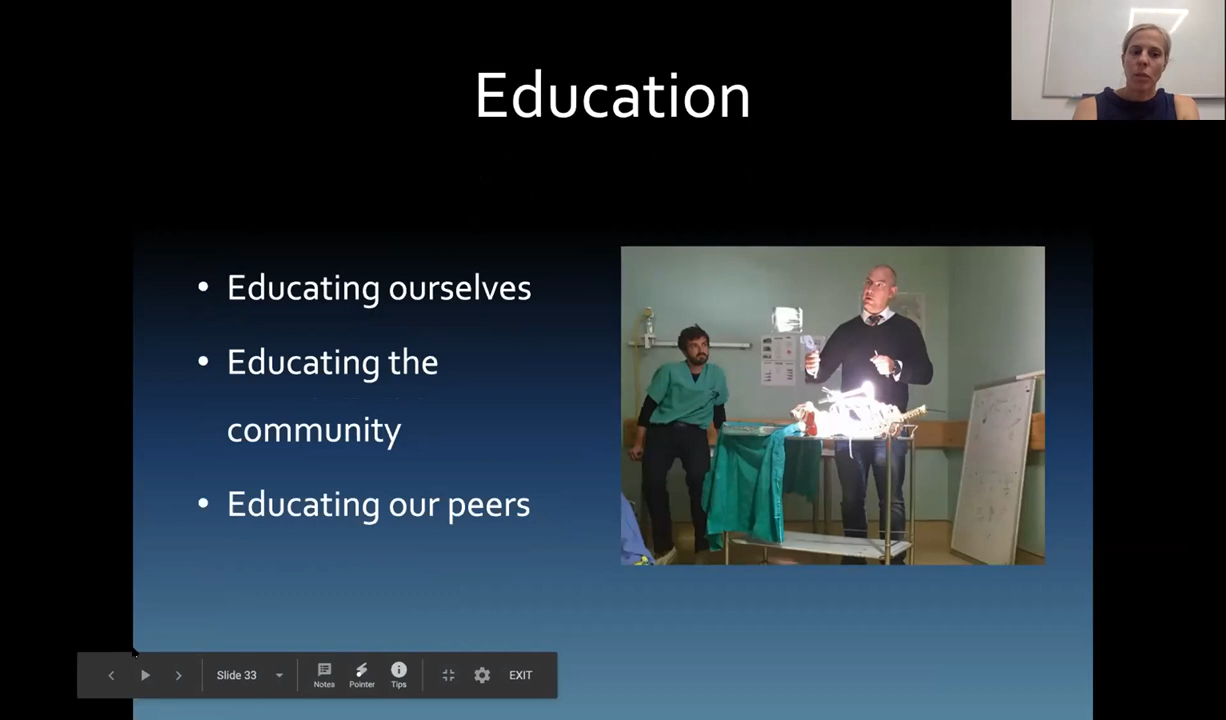 Education
• Educating ourselves
• Educating the
community
• Educating our peers
Slide 33
Notes
Pointer
Tips
EXIT